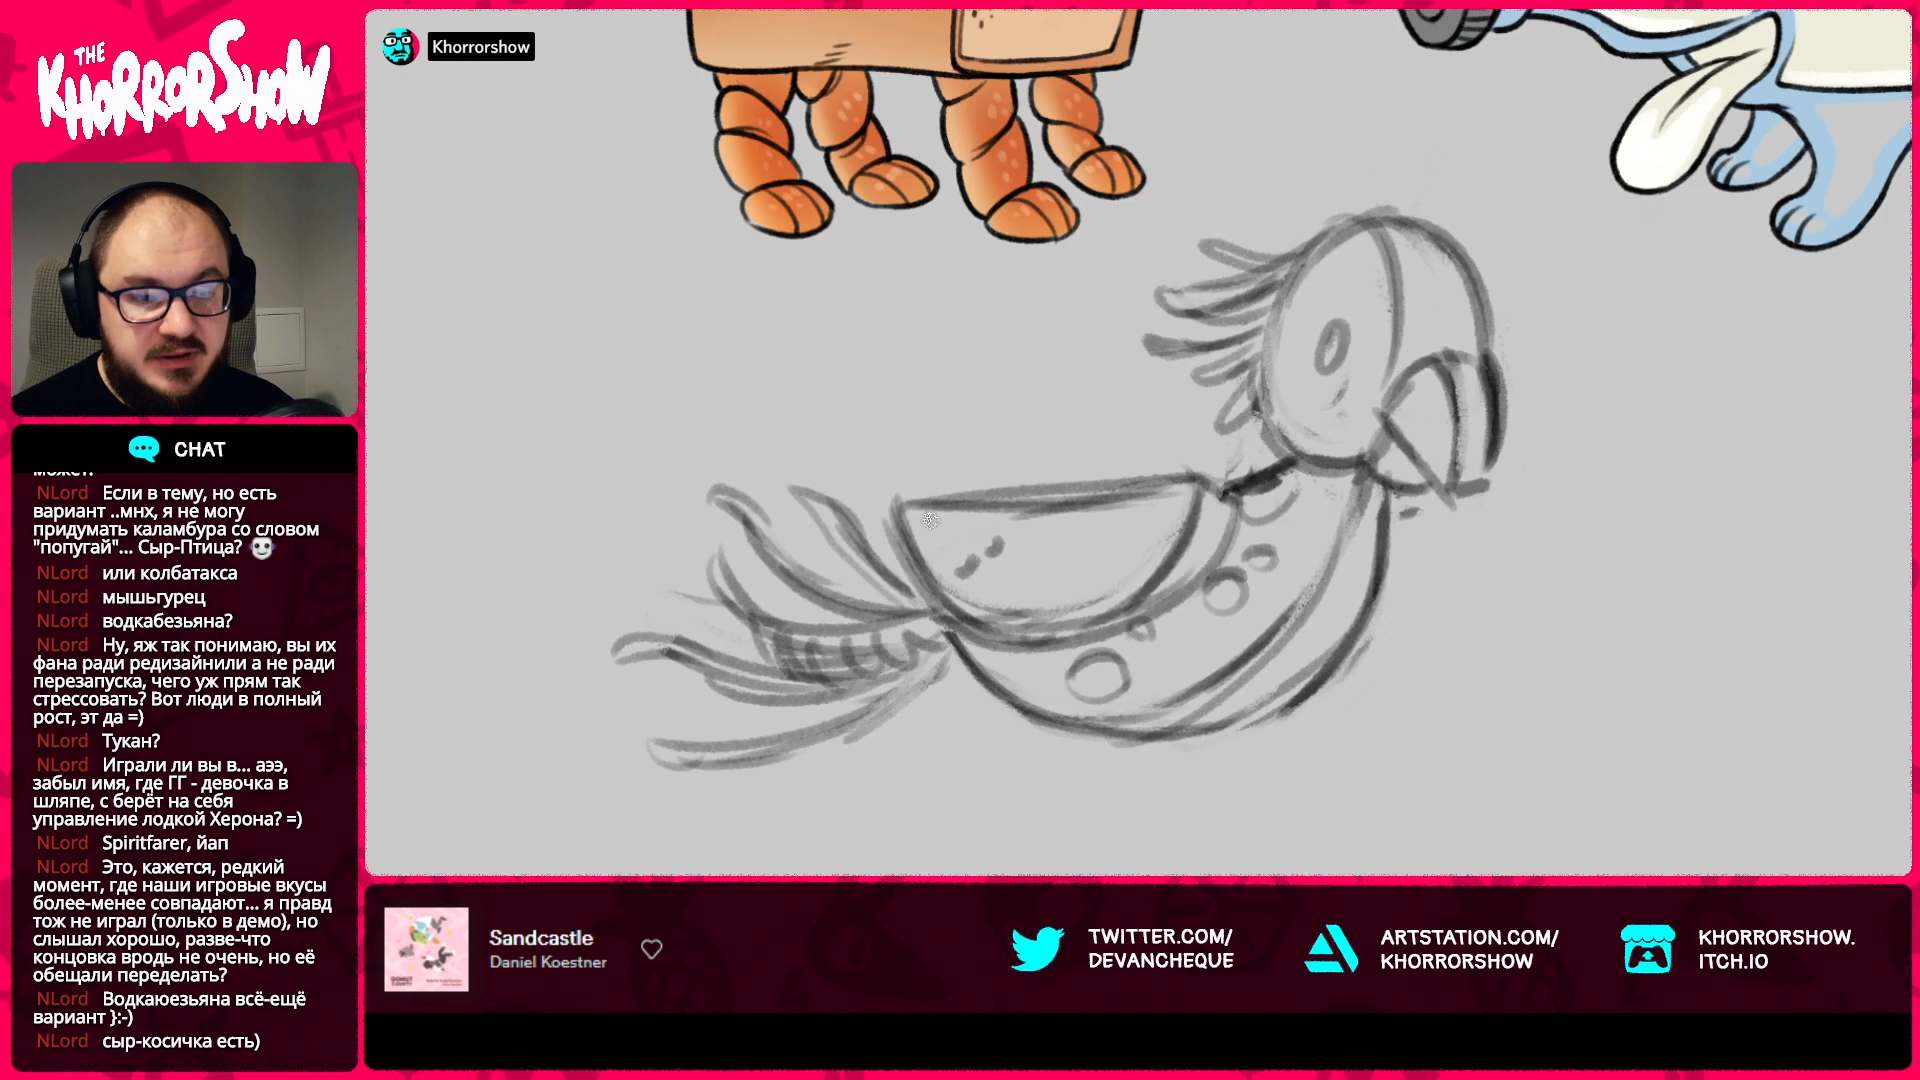 THE
KHORRORSHOW
Khorrorshow
CHAT
может.
NLord Если в тему, но есть
вариант ..мнх, я не могу
придумать каламбура со словом
"попугай"... Сыр-Птица?
NLord или колбатакса
NLord мышьгурец
NLord водкабезьяна?
NLord Ну, яж так понимаю, вы их
фана ради редизайнили а не ради
перезапуска, чего уж прям так
стрессовать? Вот люди в полный
рост, эт да =)
NLord Тукан?
NLord Играли ли вы в... аээ,
забыл имя, где ГГ - девочка в
шляпе, с берёт на себя
управление лодкой Херона? =)
NLord Spiritfarer, йап
NLord Это, кажется, редкий
момент, где наши игровые вкусы
более-менее совпадают... я правд
тож не играл (только в демо), но
слышал хорошо, разве-что
концовка вродь не очень, но её
обещали переделать?
NLord Водкаюезьяна всё-ещё
вариант }:-)
NLord сыр-косичка есть)
Sandcastle
Daniel Koestner
TWITTER.COM/
DEVANCHEQUE
ARTSTATION.COM/
KHORRORSHOW
KHORRORSHOW.
ITCH.IO